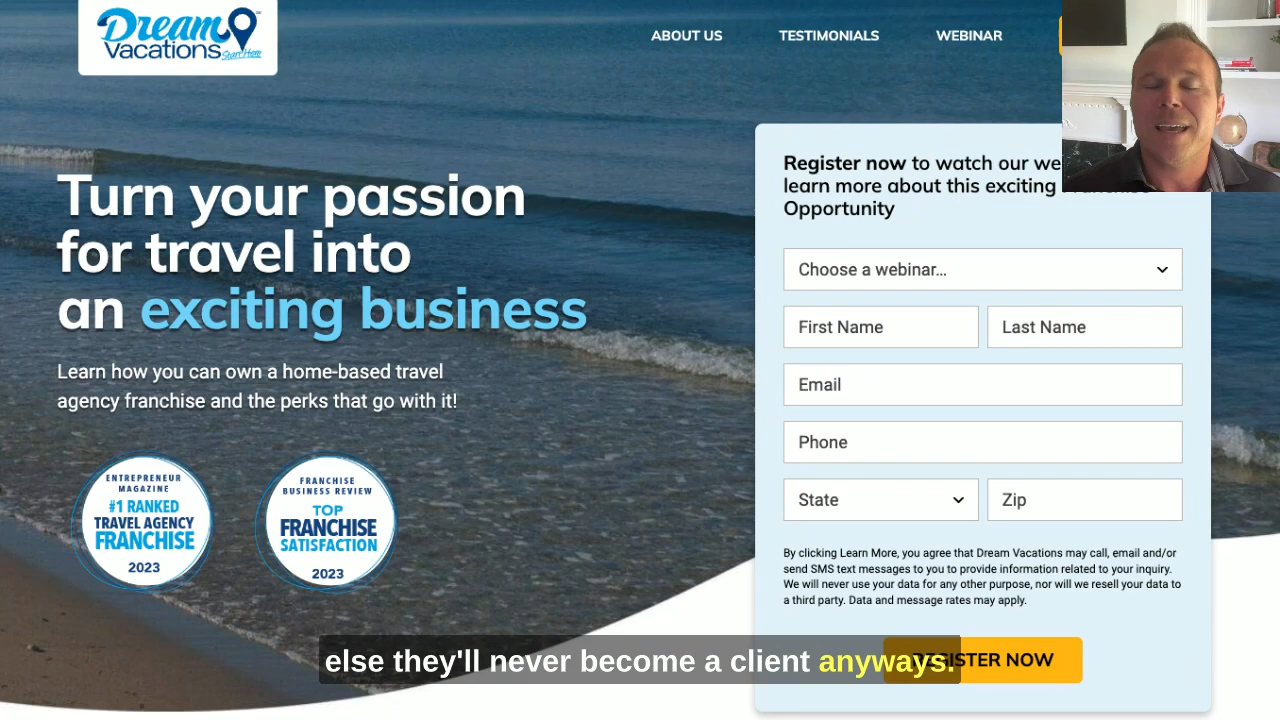 Dream
Vacations
Start Here
ABOUT US
TESTIMONIALS
WEBINAR
Turn your passion
for travel into
an exciting business
Learn how you can own a home-based travel
agency franchise and the perks that go with it!
ENTREPRENEUR
MAGAZINE
#1 RANKED
TRAVEL AGENCY
FRANCHISE
2023
FRANCHISE
BUSINESS REVIEW
TOP
FRANCHISE
SATISFACTION
2023
Register now to watch our we
learn more about this exciting
Opportunity
Choose a webinar...
First Name
Last Name
Email
Phone
State
Zip
By clicking Learn More, you agree that Dream Vacations may call, email and/or
send SMS text messages to you to provide information related to your inquiry.
We will never use your data for any other purpose, nor will we resell your data to
a third party. Data and message rates may apply.
REGISTER NOW
else they'll never become a client anyways.